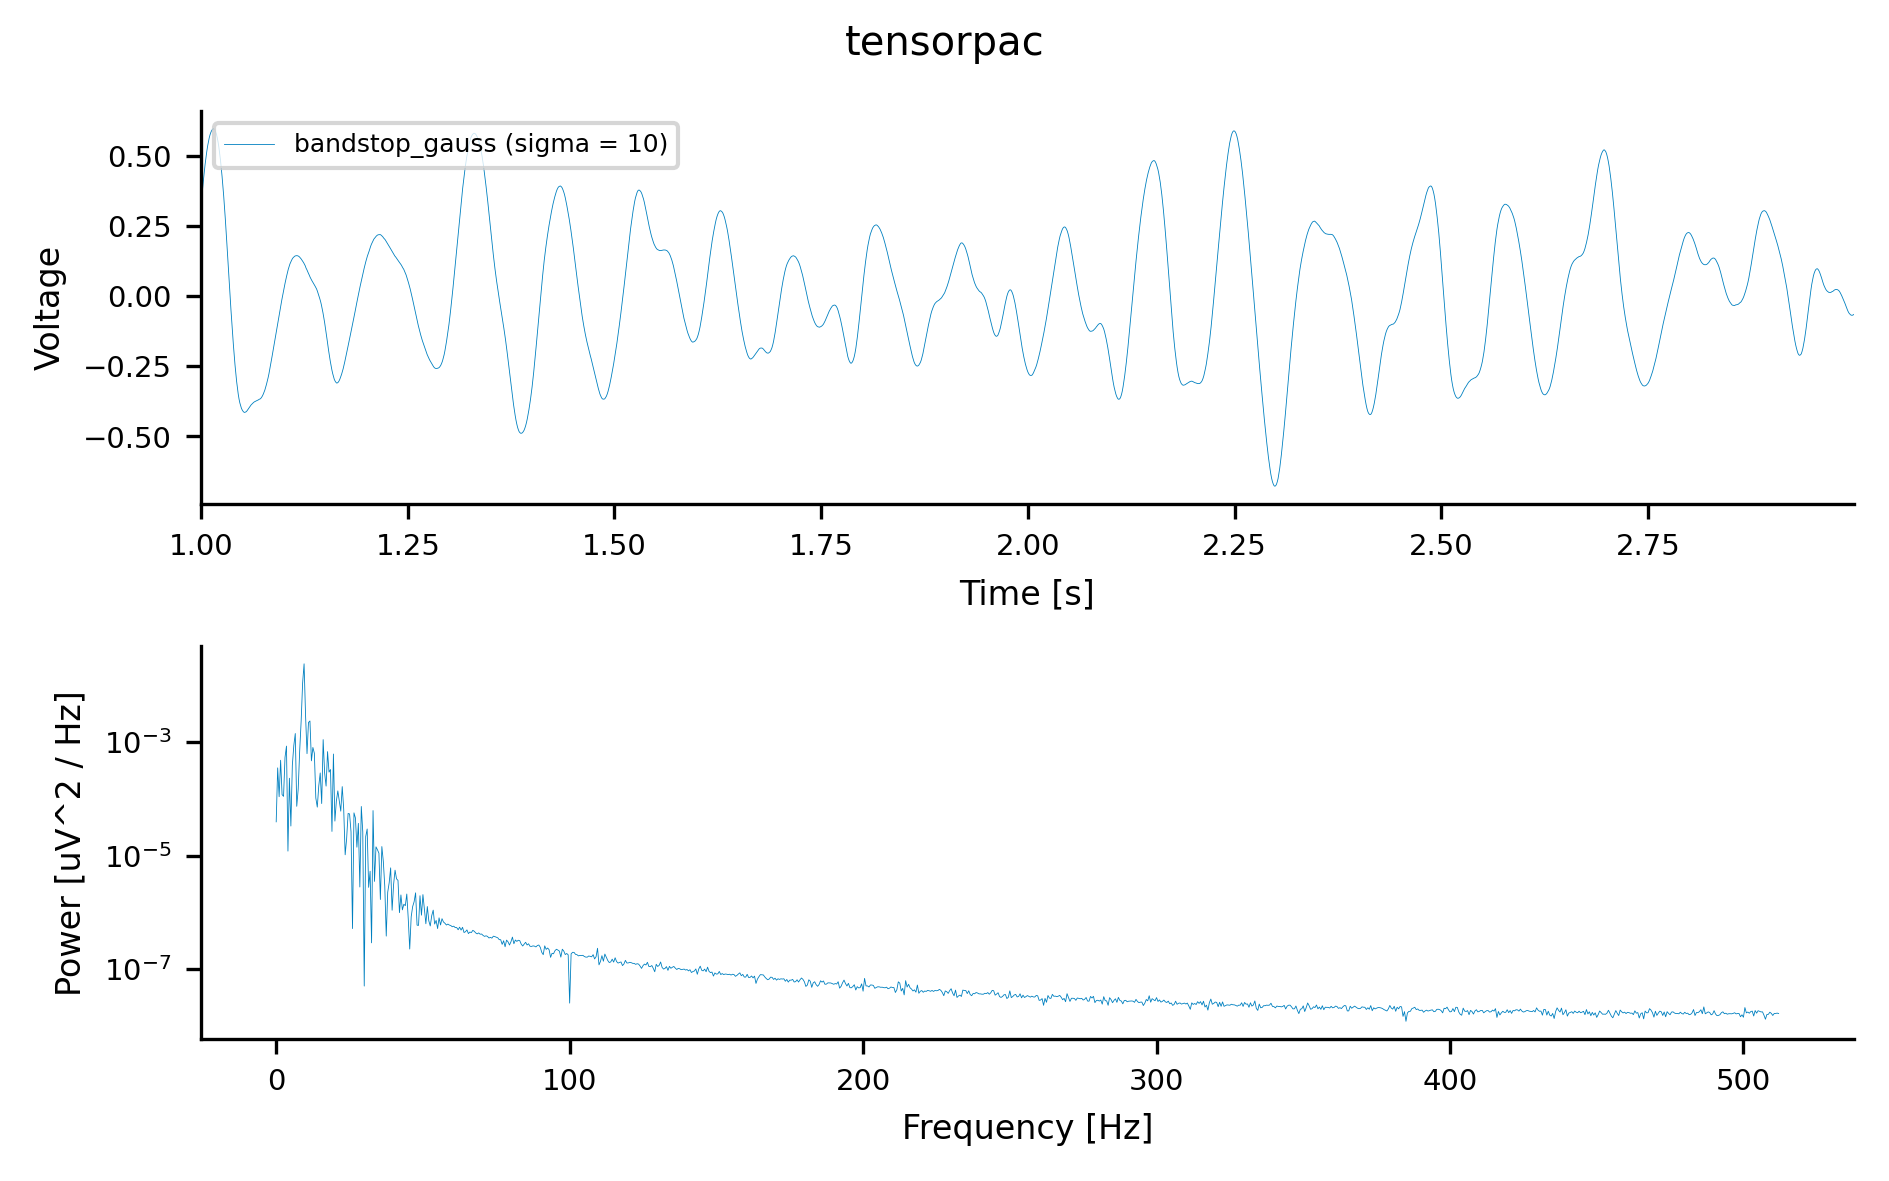 tensorpac
bandstop_gauss (sigma = 10)
Voltage
0.50
0.25
0.00
−0.25
−0.50
1.00 1.25 1.50 1.75 2.00 2.25 2.50 2.75
Time [s]
Power [uV^2 / Hz]
10⁻³
10⁻⁵
10⁻⁷
0 100 200 300 400 500
Frequency [Hz]